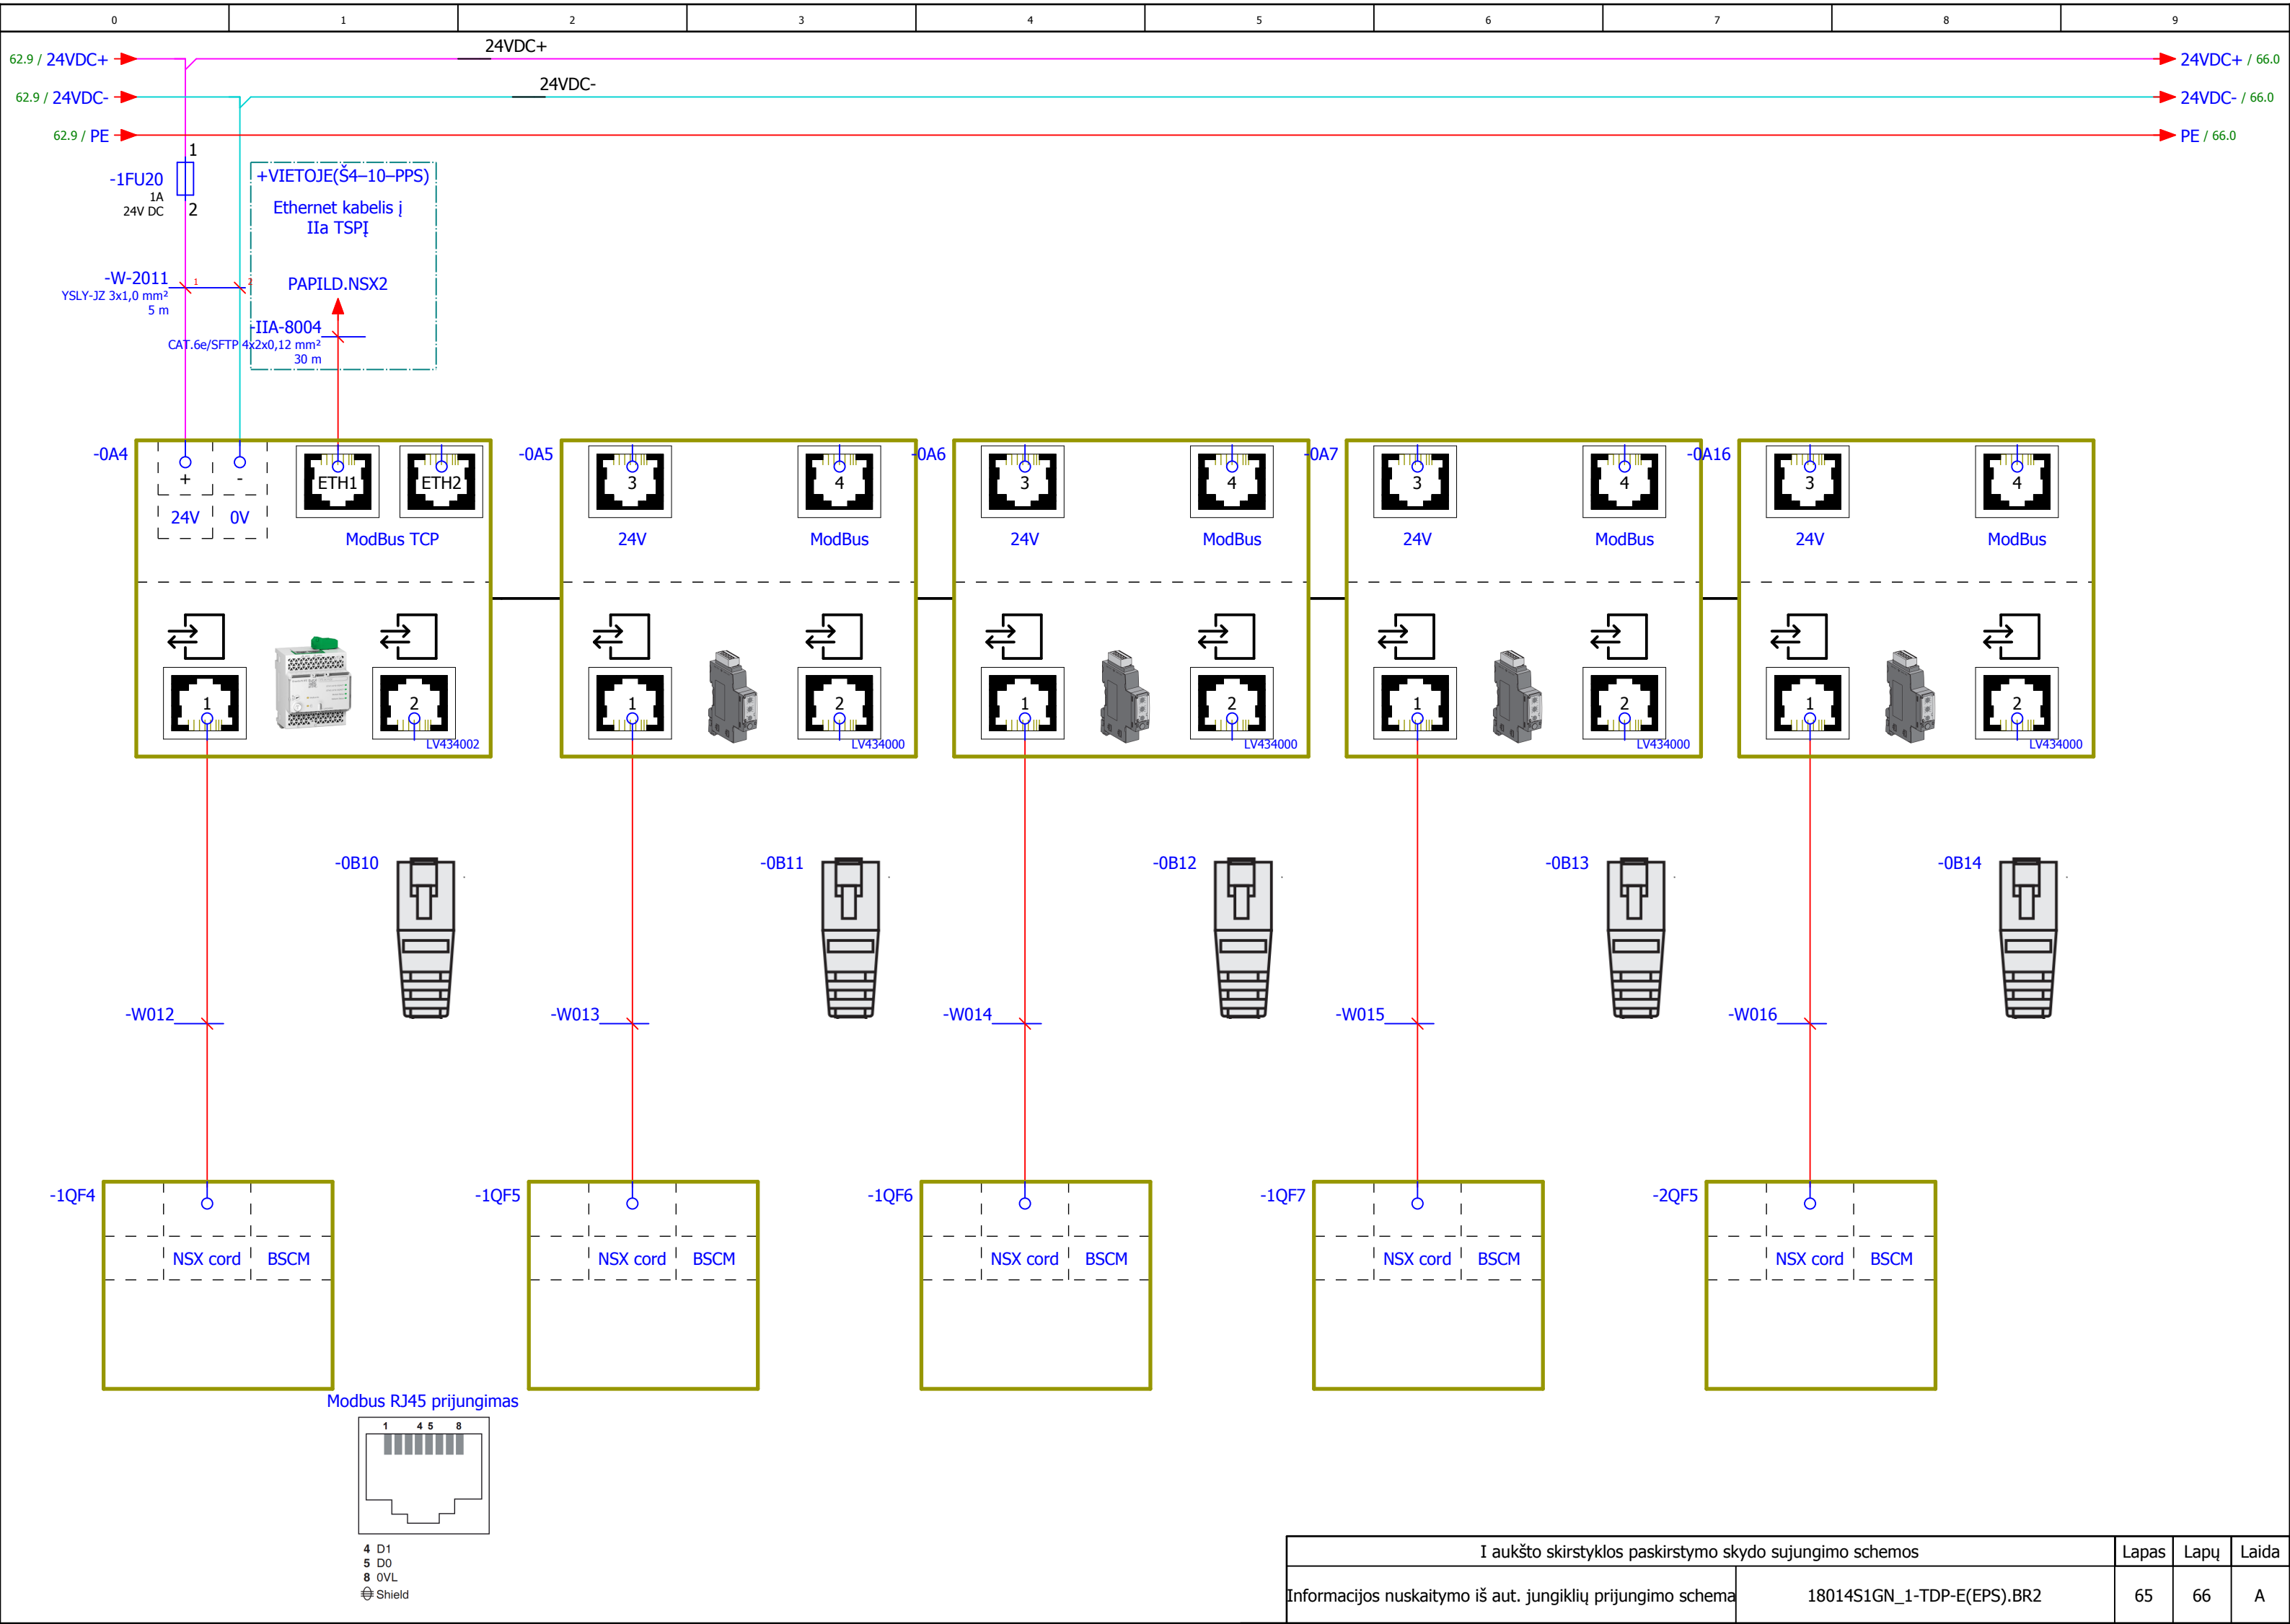 0 1 2 3 4 5 6 7 8 9
24VDC+
62.9 / 24VDC+ 24VDC+ / 66.0
24VDC-
62.9 / 24VDC- 24VDC- / 66.0
62.9 / PE PE / 66.0
1
-1FU20
1A
24V DC
2
+VIETOJE(Š4–10–PPS)
Ethernet kabelis į
IIa TSPĮ
-W-2011
YSLY-JZ 3x1,0 mm²
5 m
1 2
PAPILD.NSX2
-IIA-8004
CAT.6e/SFTP 4x2x0,12 mm²
30 m
-0A4 -0A5 -0A6 -0A7 -0A16
+ - ETH1 ETH2 3 4 3 4 3 4 3 4
24V 0V
ModBus TCP 24V ModBus 24V ModBus 24V ModBus 24V ModBus
1 2 1 2 1 2 1 2 1 2
LV434002 LV434000 LV434000 LV434000 LV434000
-0B10 -0B11 -0B12 -0B13 -0B14
-W012 -W013 -W014 -W015 -W016
-1QF4 -1QF5 -1QF6 -1QF7 -2QF5
NSX cord BSCM NSX cord BSCM NSX cord BSCM NSX cord BSCM NSX cord BSCM
Modbus RJ45 prijungimas
1 4 5 8
4 D1
5 D0
8 0VL
Shield
I aukšto skirstyklos paskirstymo skydo sujungimo schemos Lapas Lapų Laida
Informacijos nuskaitymo iš aut. jungiklių prijungimo schema 18014S1GN_1-TDP-E(EPS).BR2 65 66 A